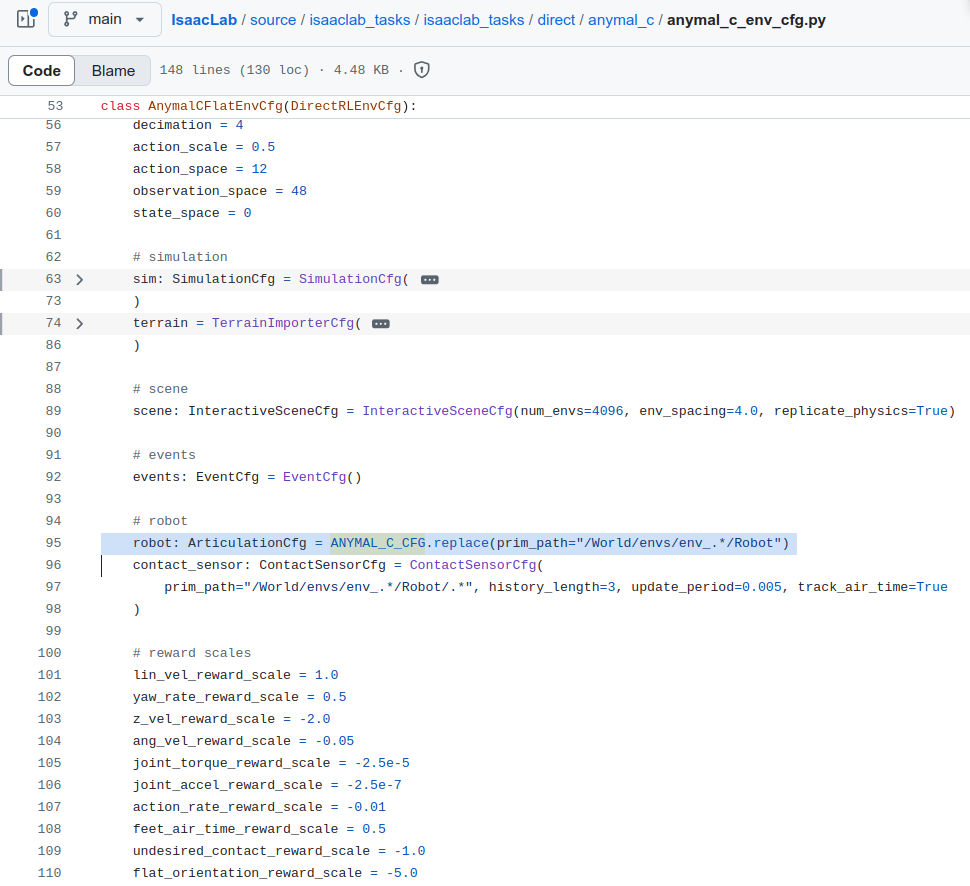 main
IsaacLab / source / isaaclab_tasks / isaaclab_tasks / direct / anymal_c / anymal_c_env_cfg.py
Code Blame 148 lines (130 loc) · 4.48 KB ·
53 class AnymalCFlatEnvCfg(DirectRLEnvCfg):
56 decimation = 4
57 action_scale = 0.5
58 action_space = 12
59 observation_space = 48
60 state_space = 0
61
62 # simulation
63 sim: SimulationCfg = SimulationCfg( ...
73 )
74 terrain = TerrainImporterCfg( ...
86 )
87
88 # scene
89 scene: InteractiveSceneCfg = InteractiveSceneCfg(num_envs=4096, env_spacing=4.0, replicate_physics=True)
90
91 # events
92 events: EventCfg = EventCfg()
93
94 # robot
95 robot: ArticulationCfg = ANYMAL_C_CFG.replace(prim_path="/World/envs/env_.*/Robot")
96 contact_sensor: ContactSensorCfg = ContactSensorCfg(
97 prim_path="/World/envs/env_.*/Robot/.*", history_length=3, update_period=0.005, track_air_time=True
98 )
99
100 # reward scales
101 lin_vel_reward_scale = 1.0
102 yaw_rate_reward_scale = 0.5
103 z_vel_reward_scale = -2.0
104 ang_vel_reward_scale = -0.05
105 joint_torque_reward_scale = -2.5e-5
106 joint_accel_reward_scale = -2.5e-7
107 action_rate_reward_scale = -0.01
108 feet_air_time_reward_scale = 0.5
109 undesired_contact_reward_scale = -1.0
110 flat_orientation_reward_scale = -5.0